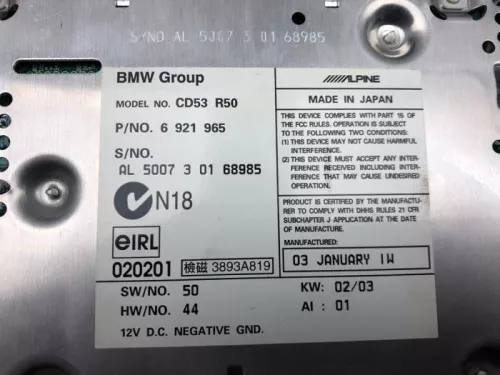 S/NO AL 5007 3 01 68985
BMW Group
MODEL NO. CD53 R50
P/NO. 6 921 965
S/NO.
AL 5007 3 01 68985
N18
eIRL
020201 檢磁 3893A819
SW/NO. 50
HW/NO. 44
12V D.C. NEGATIVE GND.
ALPINE
MADE IN JAPAN
THIS DEVICE COMPLIES WITH PART 15 OF
THE FCC RULES. OPERATION IS SUBJECT TO
THE FOLLOWING TWO CONDITIONS:
(1) THIS DEVICE MAY NOT CAUSE HARMFUL
INTERFERENCE, AND
(2) THIS DEVICE MUST ACCEPT ANY INTER-
FERENCE RECEIVED INCLUDING INTER-
FERENCE THAT MAY CAUSE UNDESIRED
OPERATION.
PRODUCT IS CERTIFIED BY THE MANUFACTU-
RER TO COMPLY WITH DHHS RULES 21 CFR
SUBCHAPTER J APPLICATION AT THE DATE
OF MANUFACTURE.
MANUFACTURED:
03 JANUARY 1W
KW: 02/03
AI : 01